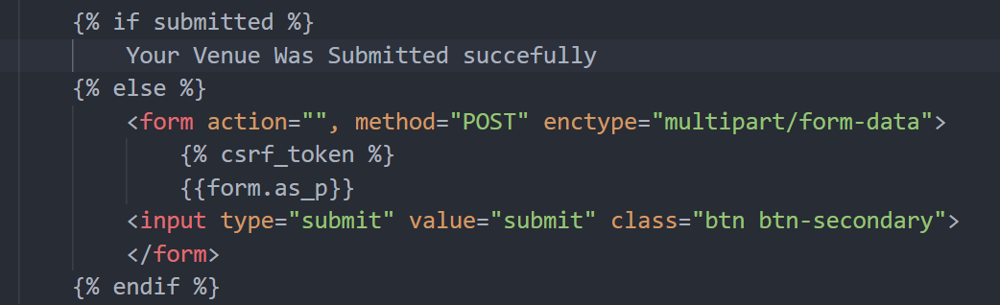 {% if submitted %}
Your Venue Was Submitted succefully
{% else %}
<form action="", method="POST" enctype="multipart/form-data">
{% csrf_token %}
{{form.as_p}}
<input type="submit" value="submit" class="btn btn-secondary">
</form>
{% endif %}